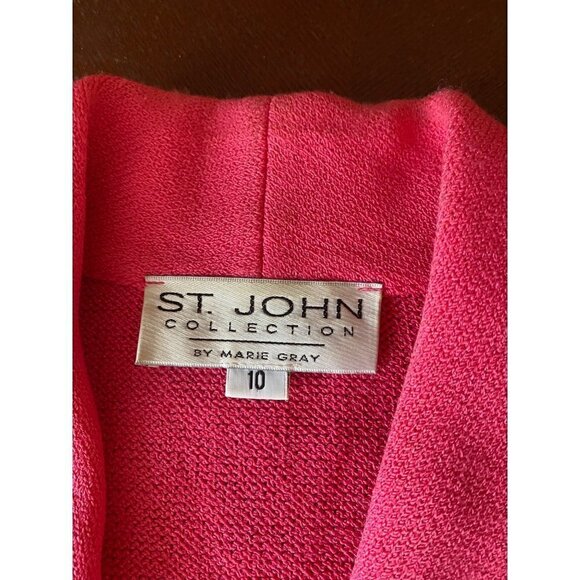 ST. JOHN
COLLECTION
BY MARIE GRAY
10